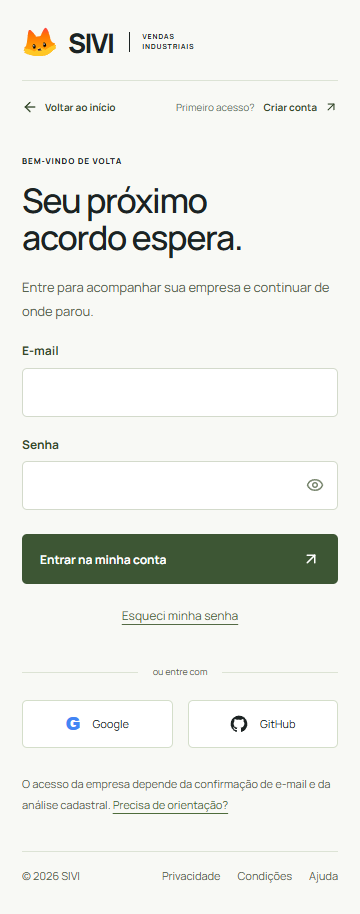 SIVI
VENDAS
INDUSTRIAIS
Voltar ao início
Primeiro acesso? Criar conta
BEM-VINDO DE VOLTA
Seu próximo
acordo espera.
Entre para acompanhar sua empresa e continuar de
onde parou.
E-mail
Senha
Entrar na minha conta
Esqueci minha senha
ou entre com
G Google
GitHub
O acesso da empresa depende da confirmação de e-mail e da
análise cadastral. Precisa de orientação?
© 2026 SIVI
Privacidade Condições Ajuda